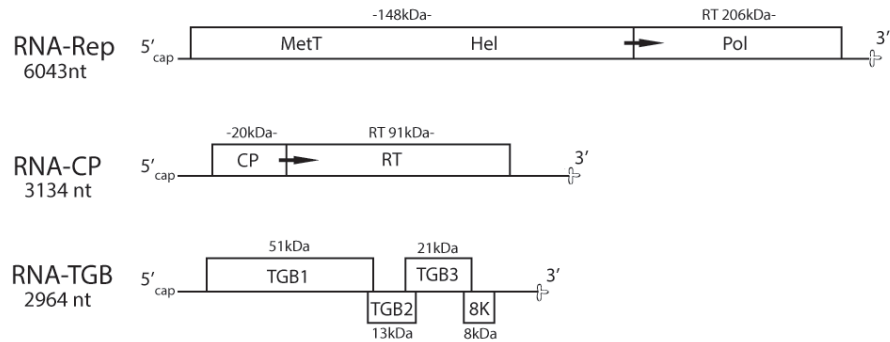 -148kDa- RT 206kDa-
RNA-Rep 5′ cap MetT Hel Pol 3′
6043nt
-20kDa- RT 91kDa-
RNA-CP 5′ cap CP RT 3′
3134 nt
51kDa 21kDa
RNA-TGB 5′ cap TGB1 TGB3 3′
2964 nt TGB2 8K
13kDa 8kDa